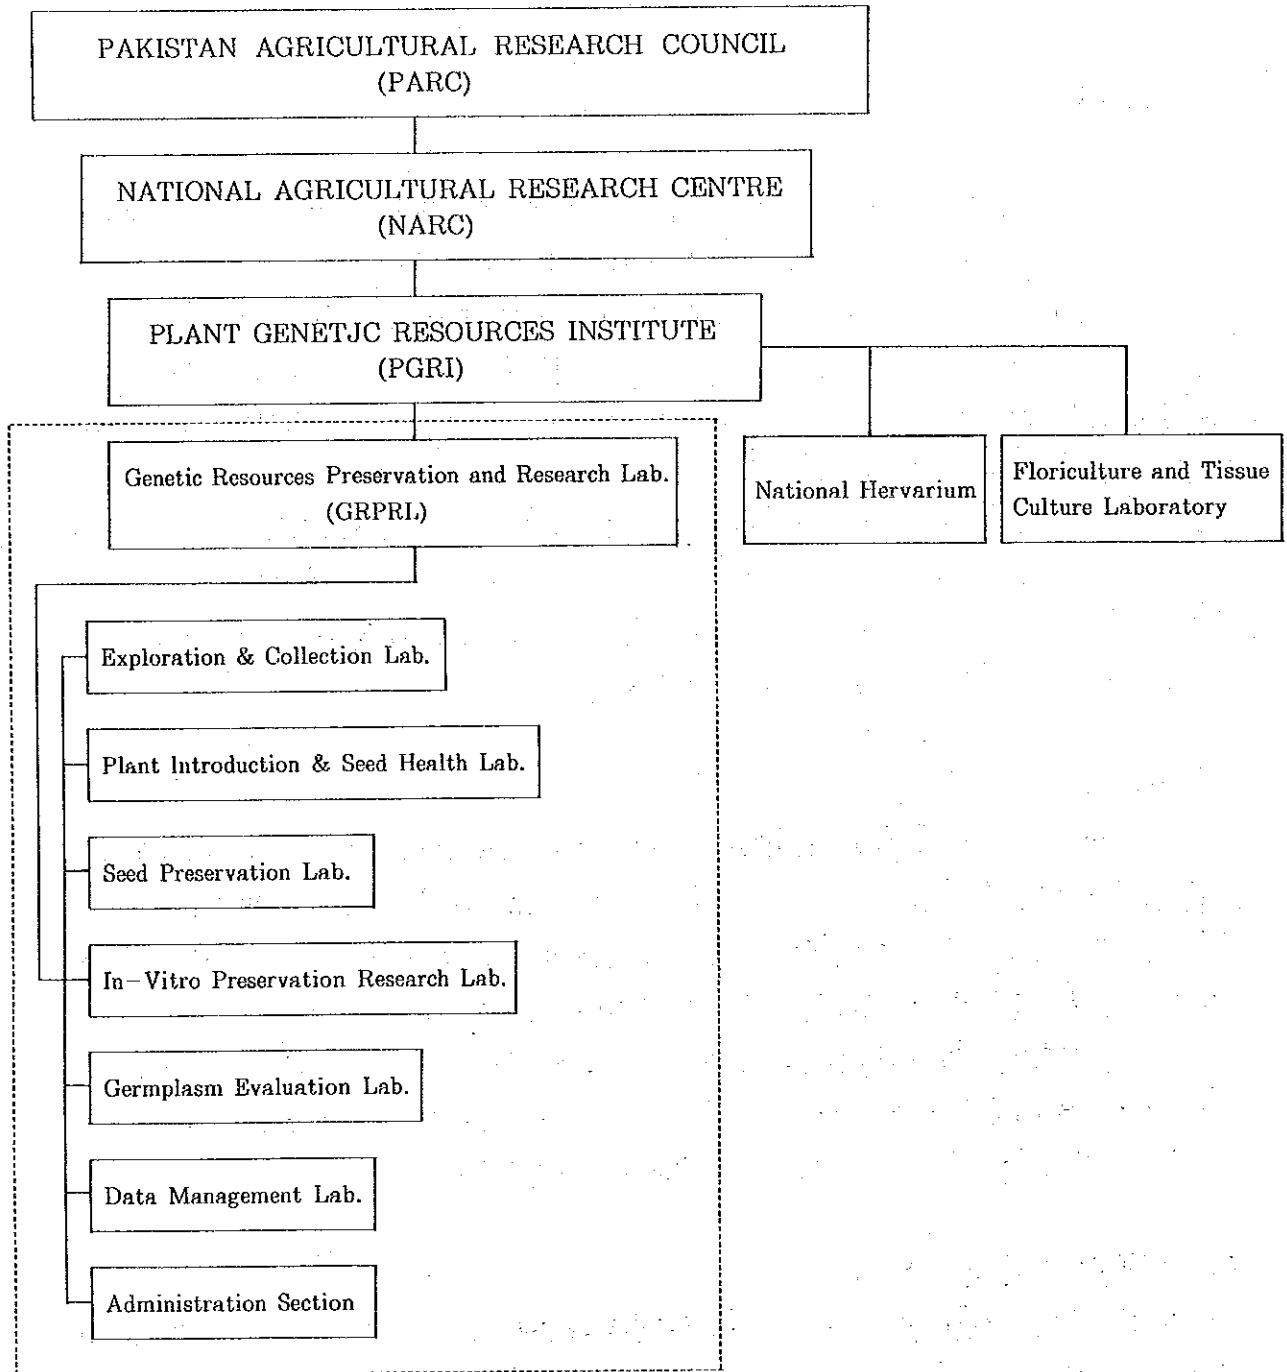 PAKISTAN AGRICULTURAL RESEARCH COUNCIL
(PARC)
NATIONAL AGRICULTURAL RESEARCH CENTRE
(NARC)
PLANT GENETJC RESOURCES INSTITUTE
(PGRI)
Genetic Resources Preservation and Research Lab.
(GRPRL)
National Hervarium
Floriculture and Tissue
Culture Laboratory
Exploration & Collection Lab.
Plant Introduction & Seed Health Lab.
Seed Preservation Lab.
In-Vitro Preservation Research Lab.
Germplasm Evaluation Lab.
Data Management Lab.
Administration Section